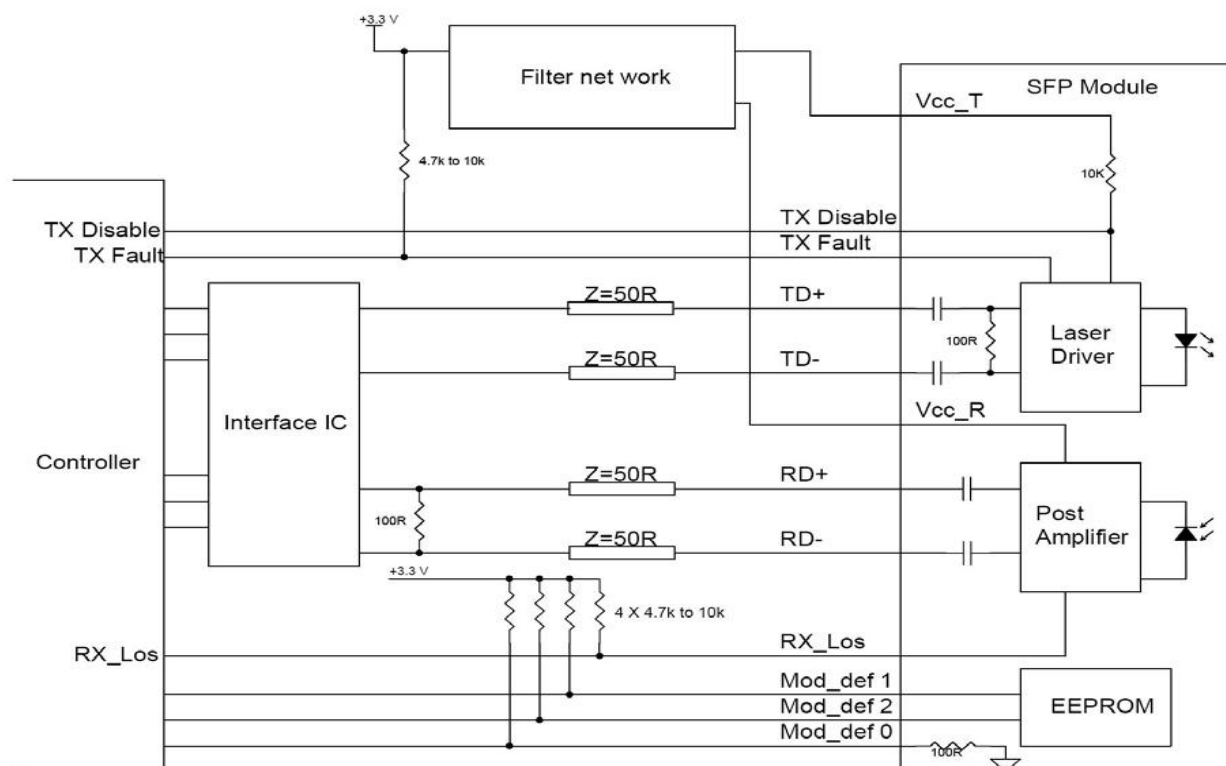 +3.3 V
Filter net work
SFP Module
Vcc_T
4.7k to 10k
10K
TX Disable
TX Disable
TX Fault
TX Fault
Z=50R
TD+
100R
Laser
Driver
Z=50R
TD-
Vcc_R
Interface IC
Controller
Z=50R
RD+
100R
Post
Amplifier
Z=50R
RD-
+3.3 V
4 X 4.7k to 10k
RX_Los
RX_Los
Mod_def 1
Mod_def 2
Mod_def 0
EEPROM
100R